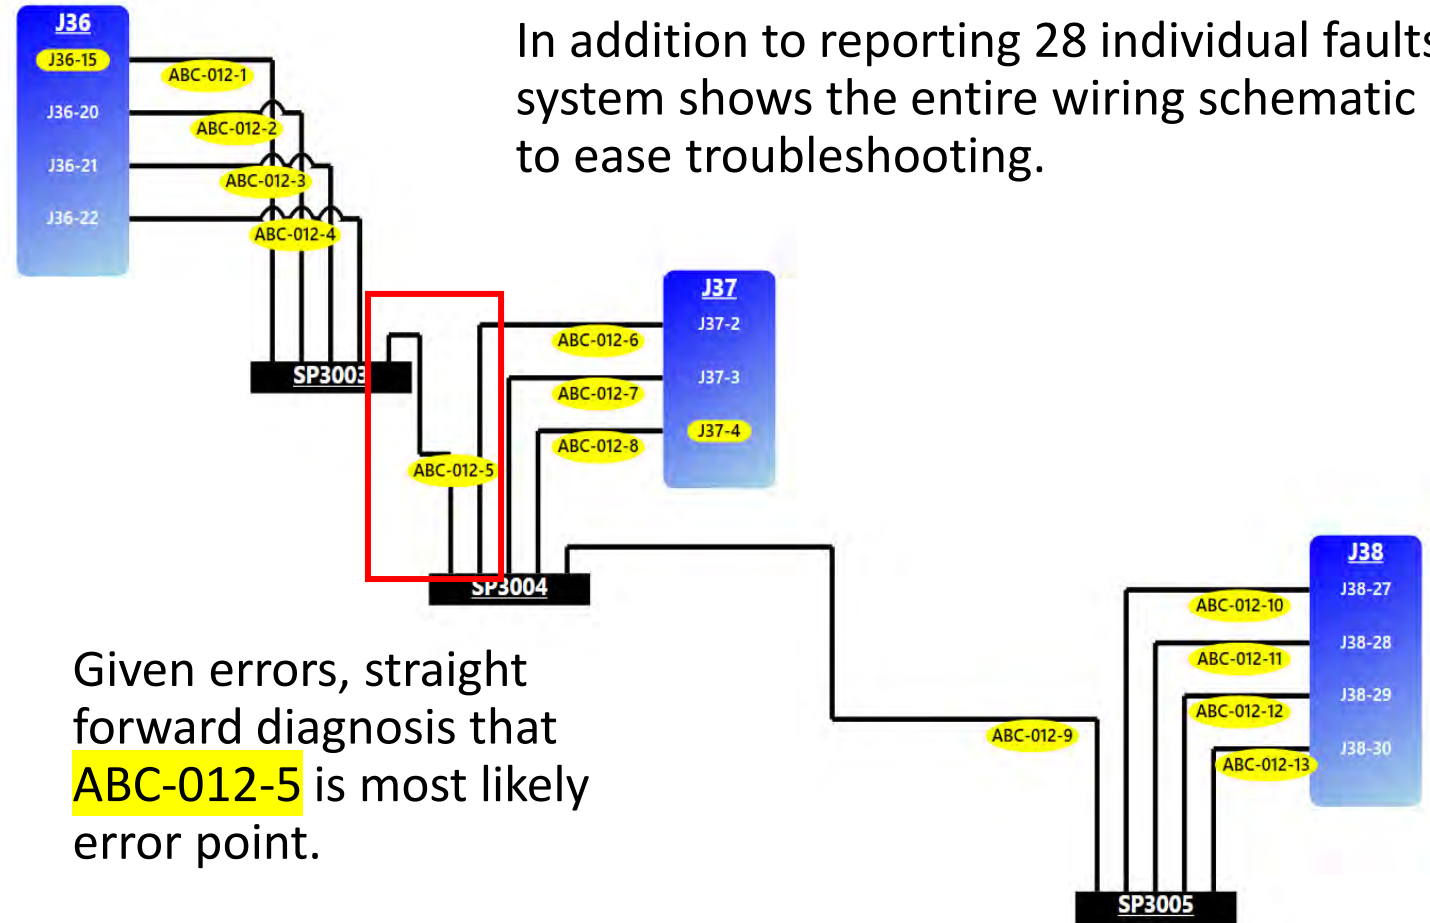 J36
J36-15
ABC-012-1
J36-20
ABC-012-2
J36-21
ABC-012-3
J36-22
ABC-012-4
In addition to reporting 28 individual faults
system shows the entire wiring schematic
to ease troubleshooting.
SP3003
ABC-012-5
J37
J37-2
ABC-012-6
J37-3
ABC-012-7
J37-4
ABC-012-8
SP3004
Given errors, straight
forward diagnosis that
ABC-012-5 is most likely
error point.
ABC-012-9
J38
J38-27
ABC-012-10
J38-28
ABC-012-11
J38-29
ABC-012-12
J38-30
ABC-012-13
SP3005